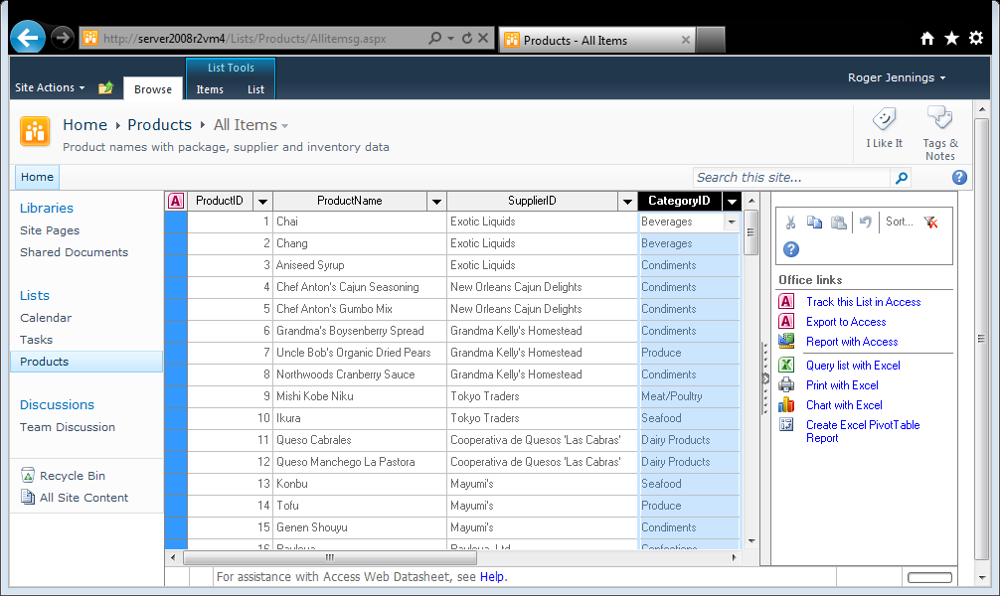 http://server2008r2vm4/Lists/Products/Allitemsg.aspx
Products - All Items
Site Actions
Browse
List Tools
Items
List
Roger Jennings
Home
Products
All Items
Product names with package, supplier and inventory data
I Like It
Tags &
Notes
Home
Search this site...
Libraries
Site Pages
Shared Documents
Lists
Calendar
Tasks
Products
Discussions
Team Discussion
Recycle Bin
All Site Content
ProductID ProductName SupplierID CategoryID
1 Chai Exotic Liquids Beverages
2 Chang Exotic Liquids Beverages
3 Aniseed Syrup Exotic Liquids Condiments
4 Chef Anton's Cajun Seasoning New Orleans Cajun Delights Condiments
5 Chef Anton's Gumbo Mix New Orleans Cajun Delights Condiments
6 Grandma's Boysenberry Spread Grandma Kelly's Homestead Condiments
7 Uncle Bob's Organic Dried Pears Grandma Kelly's Homestead Produce
8 Northwoods Cranberry Sauce Grandma Kelly's Homestead Condiments
9 Mishi Kobe Niku Tokyo Traders Meat/Poultry
10 Ikura Tokyo Traders Seafood
11 Queso Cabrales Cooperativa de Quesos 'Las Cabras' Dairy Products
12 Queso Manchego La Pastora Cooperativa de Quesos 'Las Cabras' Dairy Products
13 Konbu Mayumi's Seafood
14 Tofu Mayumi's Produce
15 Genen Shouyu Mayumi's Condiments
16 Pavlova Pavlova, Ltd. Confections
Sort...
Office links
Track this List in Access
Export to Access
Report with Access
Query list with Excel
Print with Excel
Chart with Excel
Create Excel PivotTable
Report
For assistance with Access Web Datasheet, see Help.